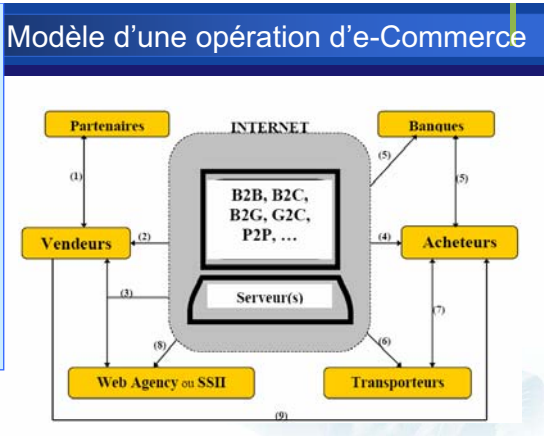 Modèle d'une opération d'e-Commerce
Partenaires
INTERNET
Banques
(1)
(5)
(5)
B2B, B2C,
B2G, G2C,
P2P, …
Vendeurs
(2)
(4)
Acheteurs
(3)
Serveur(s)
(7)
(8)
(6)
Web Agency ou SSII
Transporteurs
(9)